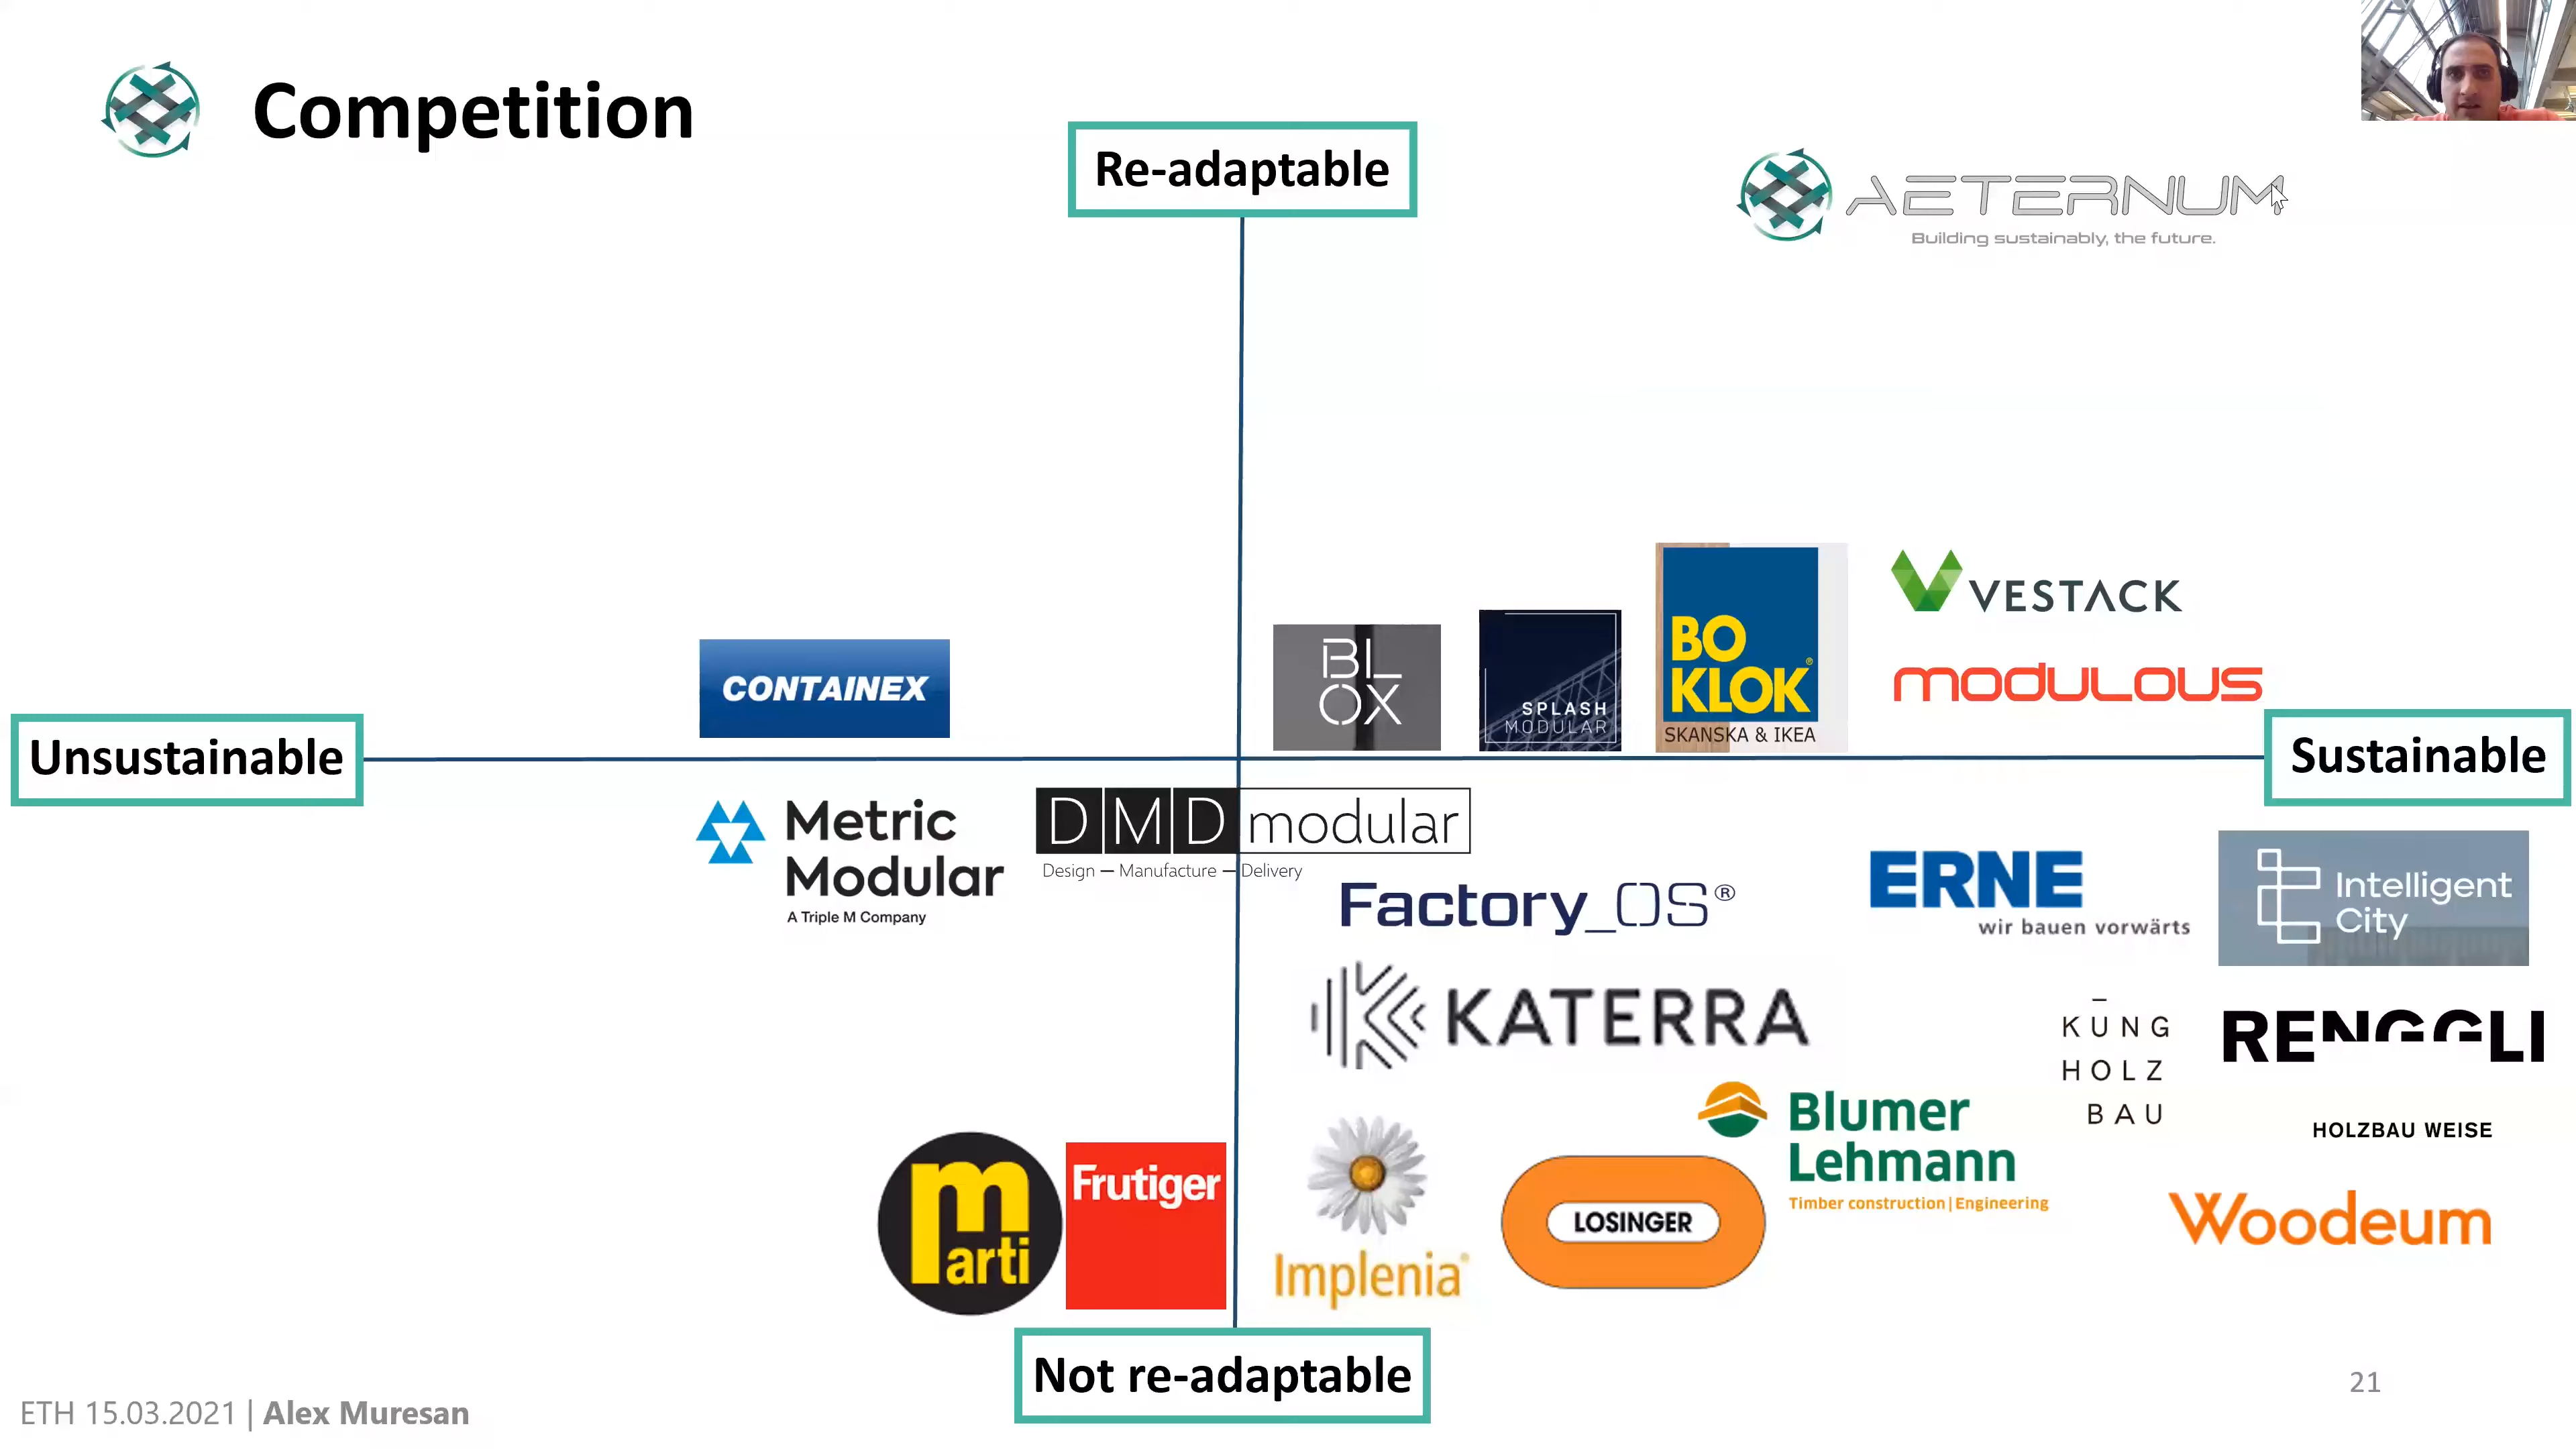 Competition
Re-adaptable
AETERNUM
Building sustainably, the future.
VESTACK
BL
OX
SPLASH
MODULAR
BO
KLOK®
SKANSKA & IKEA
CONTAINEX
MODULOUS
Unsustainable
Sustainable
Metric
Modular
A Triple M Company
DMD modular
Design — Manufacture — Delivery
Factory_OS®
ERNE
wir bauen vorwärts
Intelligent
City
KATERRA
KŪNG
HOLZ
BAU
RENGGLI
Blumer
Lehmann
Timber construction | Engineering
HOLZBAU WEISE
marti
Frutiger
Implenia®
LOSINGER
Woodeum
Not re-adaptable
21
ETH 15.03.2021 | Alex Muresan